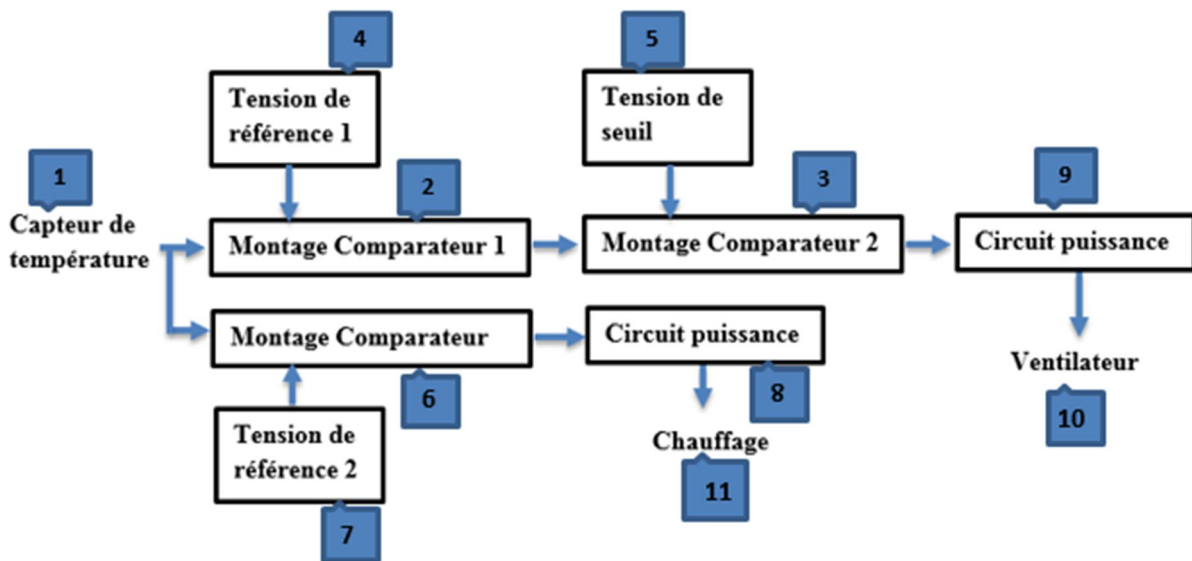 4
5
Tension de
référence 1
Tension de
seuil
1
2
3
9
Capteur de
température
Montage Comparateur 1
Montage Comparateur 2
Circuit puissance
Montage Comparateur
Circuit puissance
Ventilateur
6
8
10
Tension de
référence 2
Chauffage
11
7